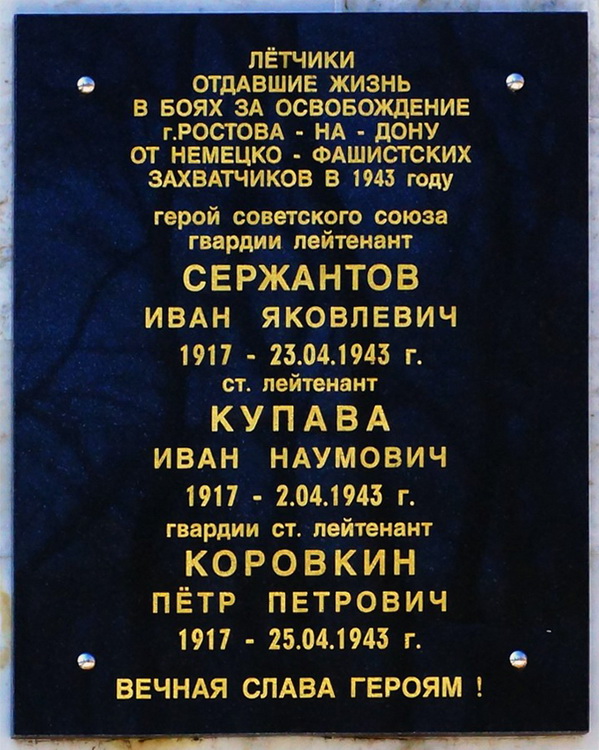 ЛЁТЧИКИ
ОТДАВШИЕ ЖИЗНЬ
В БОЯХ ЗА ОСВОБОЖДЕНИЕ
г.РОСТОВА - НА - ДОНУ
ОТ НЕМЕЦКО - ФАШИСТСКИХ
ЗАХВАТЧИКОВ В 1943 году
герой советского союза
гвардии лейтенант
СЕРЖАНТОВ
ИВАН ЯКОВЛЕВИЧ
1917 - 23.04.1943 г.
ст. лейтенант
КУПАВА
ИВАН НАУМОВИЧ
1917 - 2.04.1943 г.
гвардии ст. лейтенант
КОРОВКИН
ПЁТР ПЕТРОВИЧ
1917 - 25.04.1943 г.
ВЕЧНАЯ СЛАВА ГЕРОЯМ !